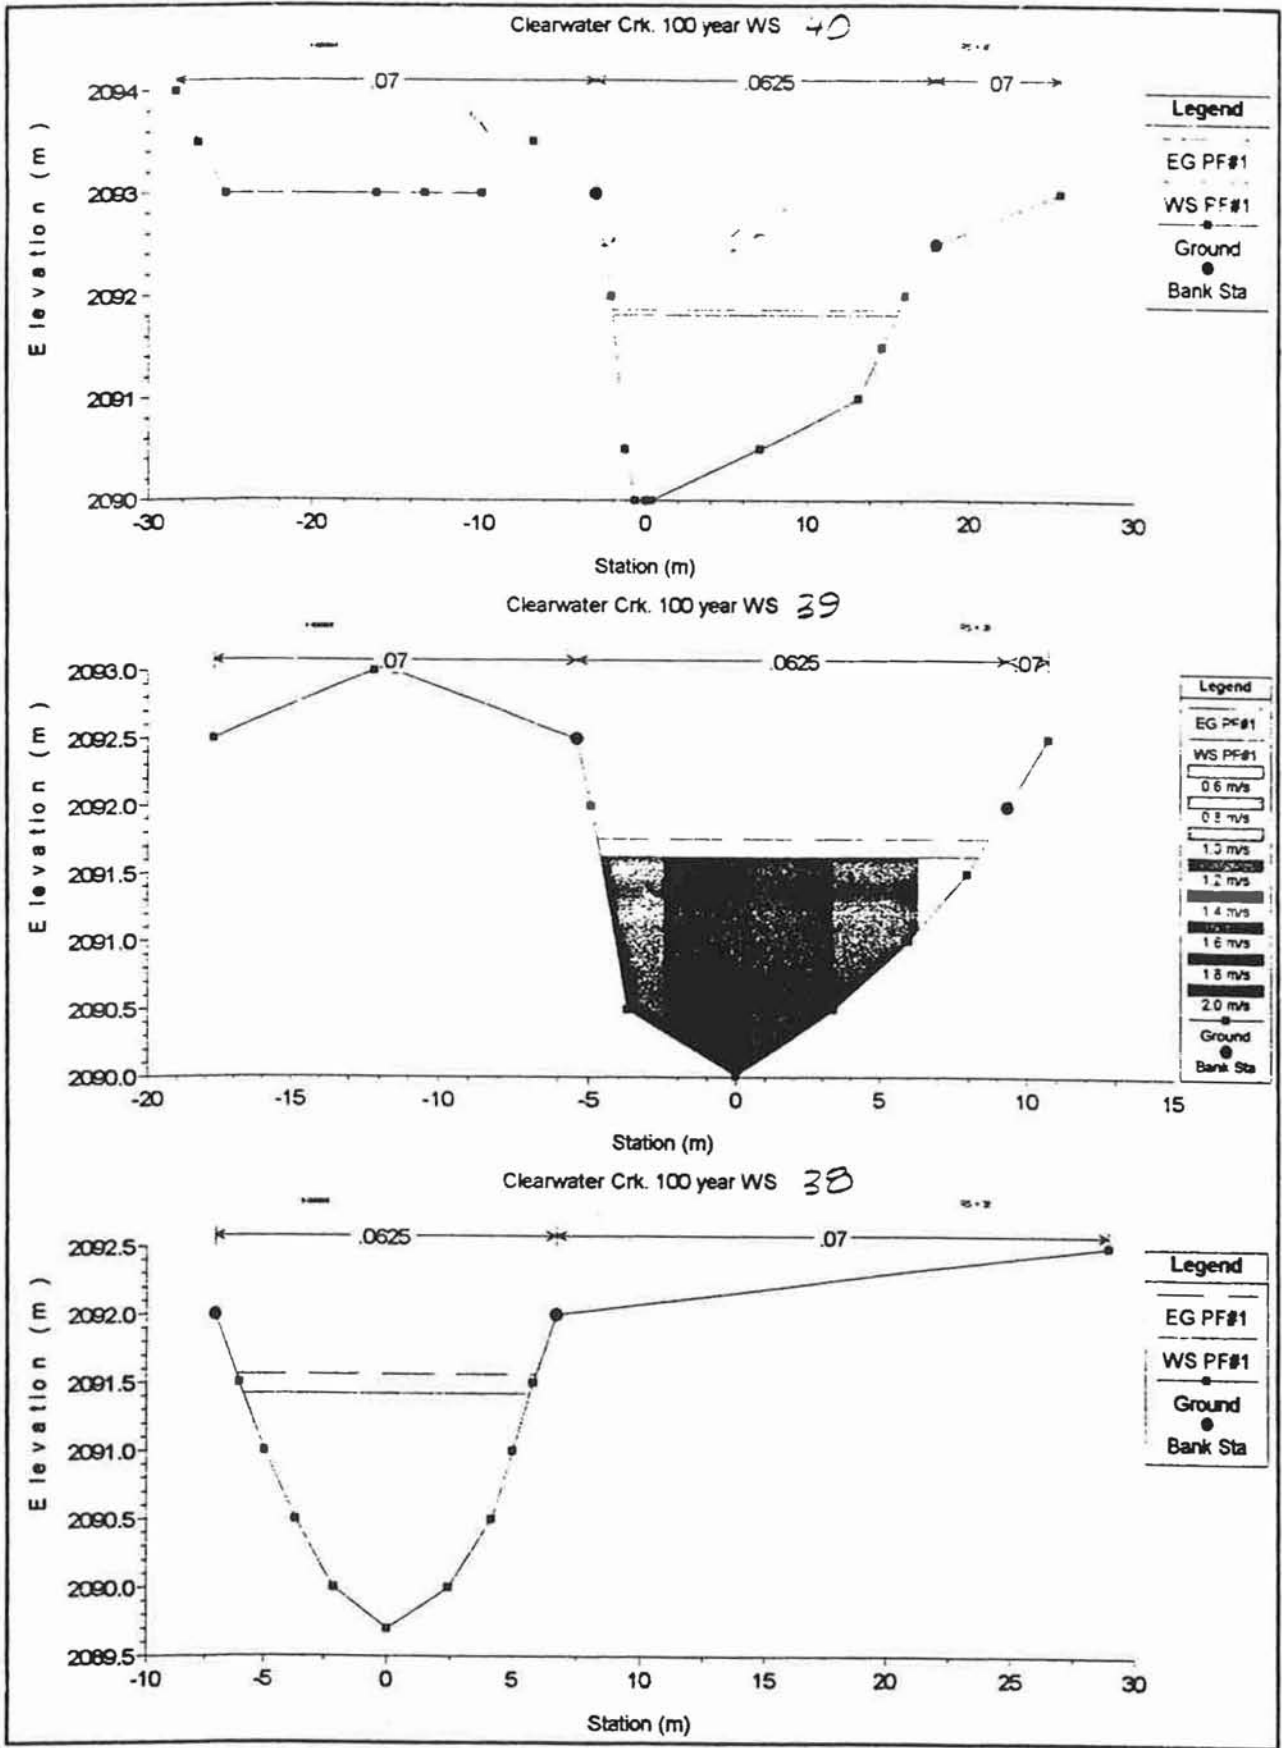 Clearwater Crk. 100 year WS 40
.07 .0625 .07
Elevation (m)
2094
2093
2092
2091
2090
-30 -20 -10 0 10 20 30
Station (m)
Legend
EG PF#1
WS PF#1
Ground
Bank Sta
Clearwater Crk. 100 year WS 39
.07 .0625 .07
Elevation (m)
2093.0
2092.5
2092.0
2091.5
2091.0
2090.5
2090.0
-20 -15 -10 -5 0 5 10 15
Station (m)
Legend
EG PF#1
WS PF#1
0.6 m/s
0.8 m/s
1.0 m/s
1.2 m/s
1.4 m/s
1.6 m/s
1.8 m/s
2.0 m/s
Ground
Bank Sta
Clearwater Crk. 100 year WS 38
.0625 .07
Elevation (m)
2092.5
2092.0
2091.5
2091.0
2090.5
2090.0
2089.5
-10 -5 0 5 10 15 20 25 30
Station (m)
Legend
EG PF#1
WS PF#1
Ground
Bank Sta